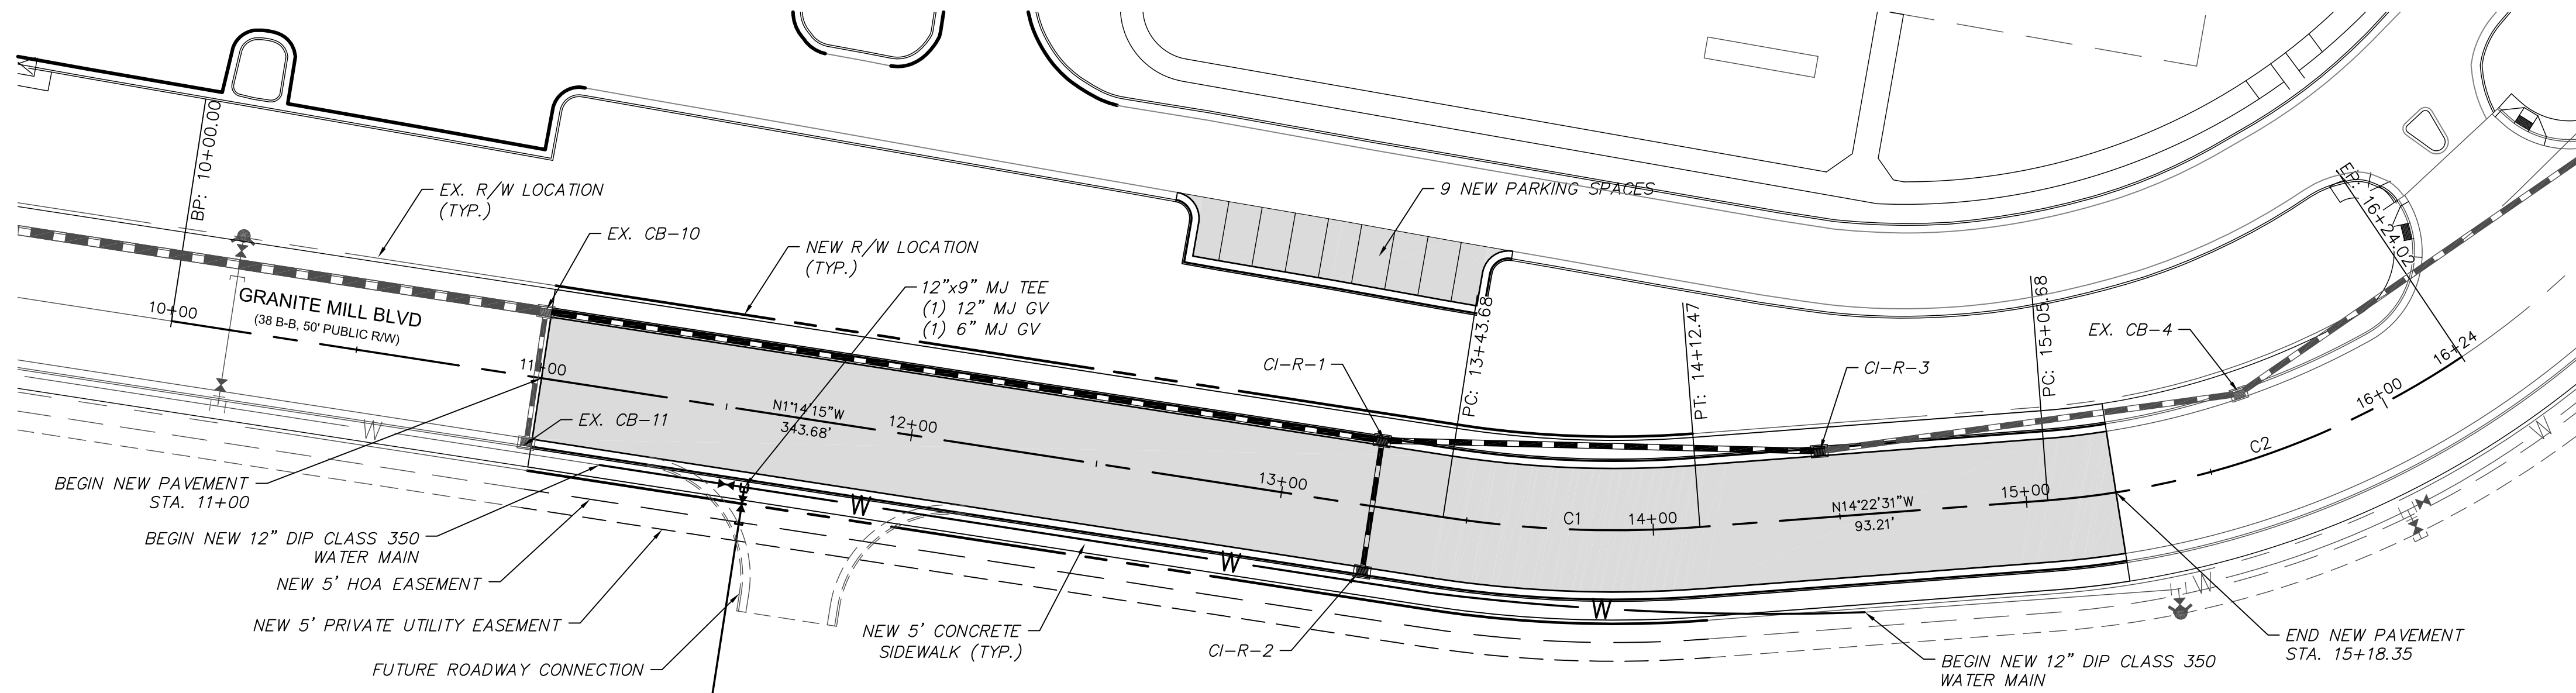 BP: 10+00.00
EX. R/W LOCATION
(TYP.)
EX. CB-10
NEW R/W LOCATION
(TYP.)
12"x9" MJ TEE
(1) 12" MJ GV
(1) 6" MJ GV
9 NEW PARKING SPACES
EP: 16+24.02
GRANITE MILL BLVD
(38 B-B, 50' PUBLIC R/W)
10+00
11+00
N1°14'15"W
343.68'
12+00
EX. CB-11
CI-R-1
13+00
PC: 13+43.68
C1
14+00
PT: 14+12.47
CI-R-3
N14°22'31"W
93.21'
15+00
PC: 15+05.68
EX. CB-4
C2
16+00
16+24
W
W
W
W
W
W
BEGIN NEW PAVEMENT
STA. 11+00
BEGIN NEW 12" DIP CLASS 350
WATER MAIN
NEW 5' HOA EASEMENT
NEW 5' PRIVATE UTILITY EASEMENT
FUTURE ROADWAY CONNECTION
NEW 5' CONCRETE
SIDEWALK (TYP.)
CI-R-2
BEGIN NEW 12" DIP CLASS 350
WATER MAIN
END NEW PAVEMENT
STA. 15+18.35